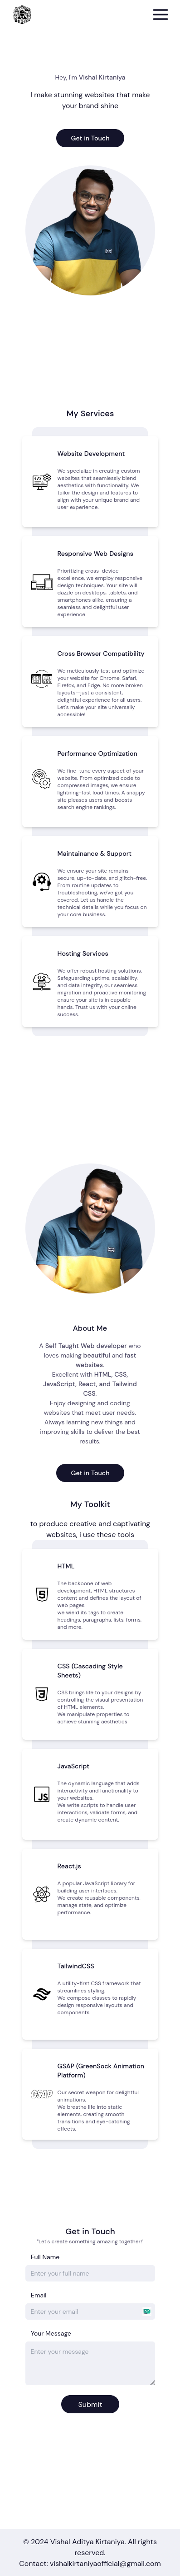 Hey, I'm Vishal Kirtaniya
I make stunning websites that make
your brand shine
Get in Touch
My Services
Website Development
We specialize in creating custom
websites that seamlessly blend
aesthetics with functionality. We
tailor the design and features to
align with your unique brand and
user experience.
Responsive Web Designs
Prioritizing cross-device
excellence, we employ responsive
design techniques. Your site will
dazzle on desktops, tablets, and
smartphones alike, ensuring a
seamless and delightful user
experience.
Cross Browser Compatibility
We meticulously test and optimize
your website for Chrome, Safari,
Firefox, and Edge. No more broken
layouts—just a consistent,
delightful experience for all users
Let's make your site universally
accessible!
Performance Optimization
We fine-tune every aspect of your
website. From optimized code to
compressed images, we ensure
lightning-fast load times. A snappy
site pleases users and boosts
search engine rankings.
Maintainance & Support
We ensure your site remains
secure, up-to-date, and glitch-free.
From routine updates to
troubleshooting, we've got you
covered. Let us handle the
technical details while you focus on
your core business.
Hosting Services
We offer robust hosting solutions.
Safeguarding uptime, scalability,
and data integrity, our seamless
migration and proactive monitoring
ensure your site is in capable
hands. Trust us with your online
success.
About Me
A Self Taught Web developer who
loves making beautiful and fast
websites.
Excellent with HTML, CSS,
JavaScript, React, and Tailwind
CSS.
Enjoy designing and coding
websites that meet user needs.
Always learning new things and
improving skills to deliver the best
results.
Get in Touch
My Toolkit
to produce creative and captivating
websites, i use these tools
HTML
The backbone of web
development, HTML structures
content and defines the layout of
web pages.
we wield its tags to create
headings, paragraphs, lists, forms,
and more.
CSS (Cascading Style
Sheets)
CSS brings life to your designs by
controlling the visual presentation
of HTML elements.
We manipulate properties to
achieve stunning aesthetics
JavaScript
The dynamic language that adds
interactivity and functionality to
your websites.
We write scripts to handle user
interactions, validate forms, and
create dynamic content.
JS
React.js
A popular JavaScript library for
building user interfaces.
We create reusable components,
manage state, and optimize
performance.
TailwindCSS
A utility-first CSS framework that
streamlines styling.
We compose classes to rapidly
design responsive layouts and
components.
GSAP (GreenSock Animation
Platform)
GSAP
Our secret weapon for delightful
animations.
We breathe life into static
elements, creating smooth
transitions and eye-catching
effects.
Get in Touch
"Let's create something amazing together!"
Full Name
Enter your full name
Email
Enter your email
Your Message
Enter your message
Submit
© 2024 Vishal Aditya Kirtaniya. All rights
reserved.
Contact: vishalkirtaniyaofficial@gmail.com